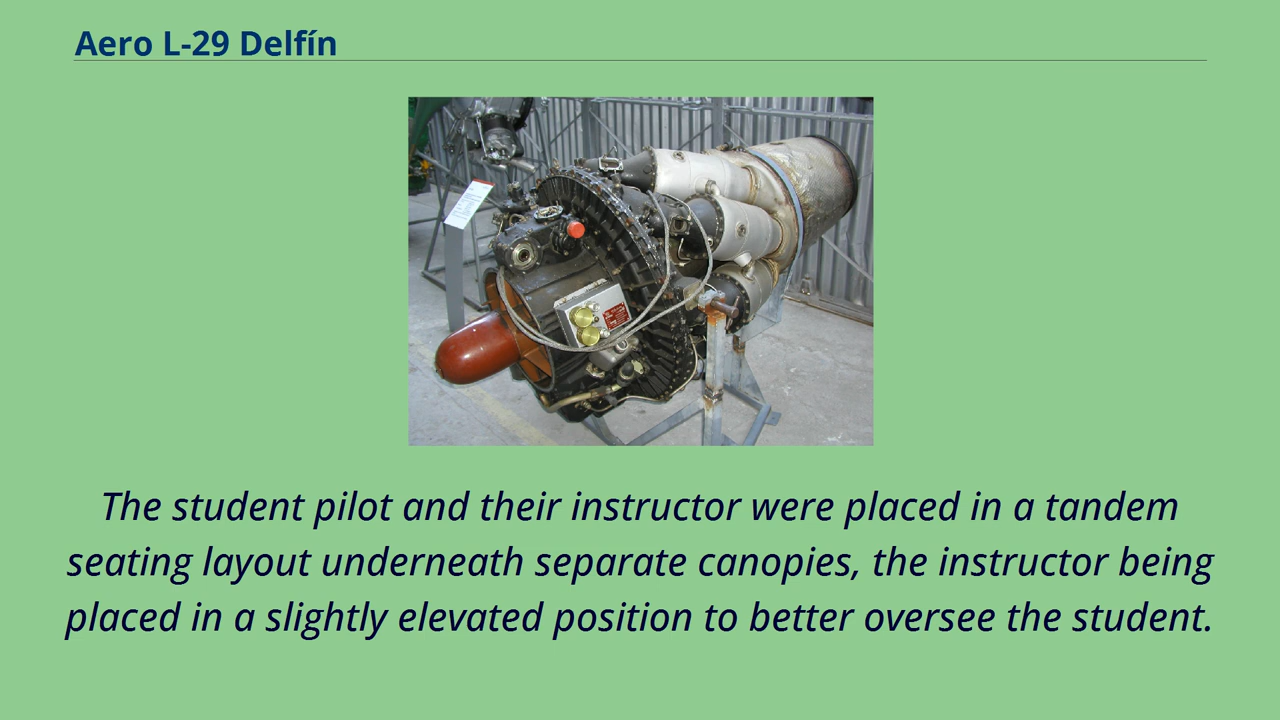 Aero L-29 Delfín
The student pilot and their instructor were placed in a tandem
seating layout underneath separate canopies, the instructor being
placed in a slightly elevated position to better oversee the student.